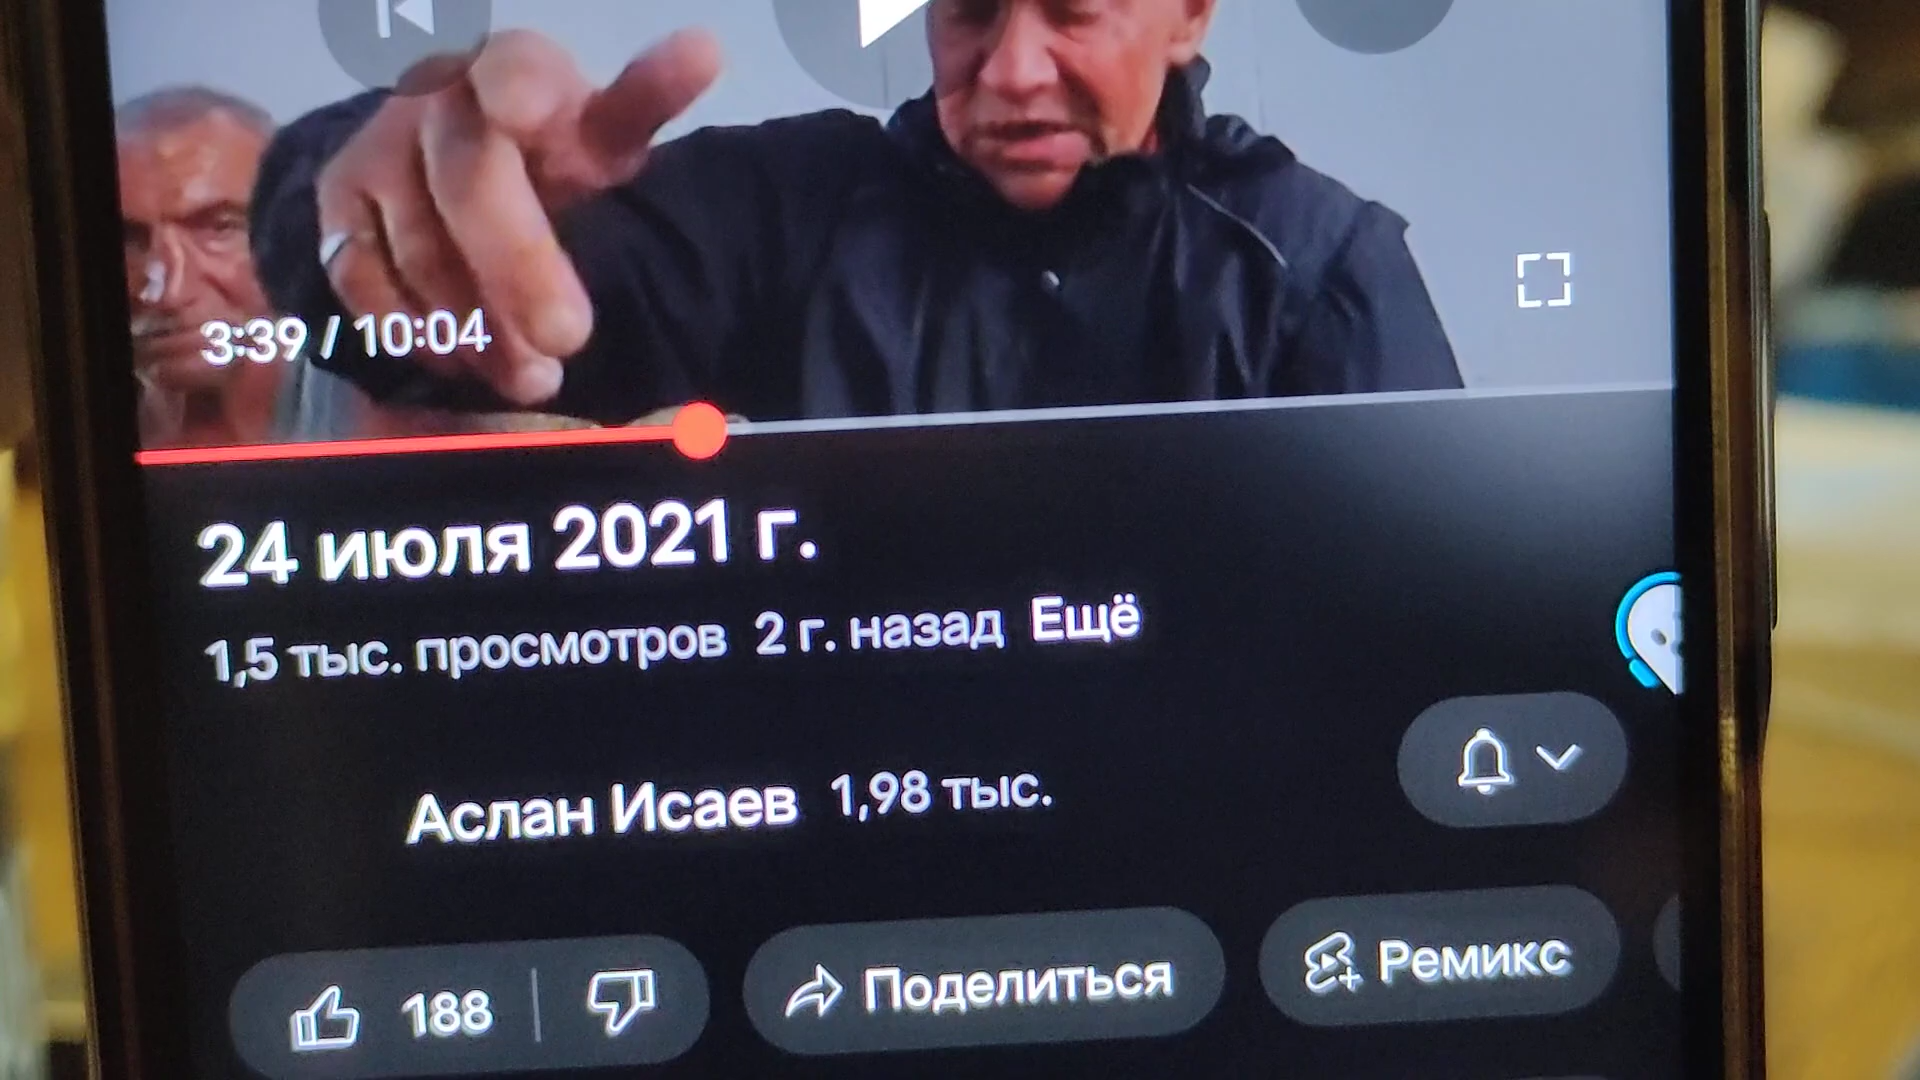 3:39 / 10:04
24 июля 2021 г.
1,5 тыс. просмотров 2 г. назад Ещё
Аслан Исаев 1,98 тыс.
188 Поделиться Ремикс